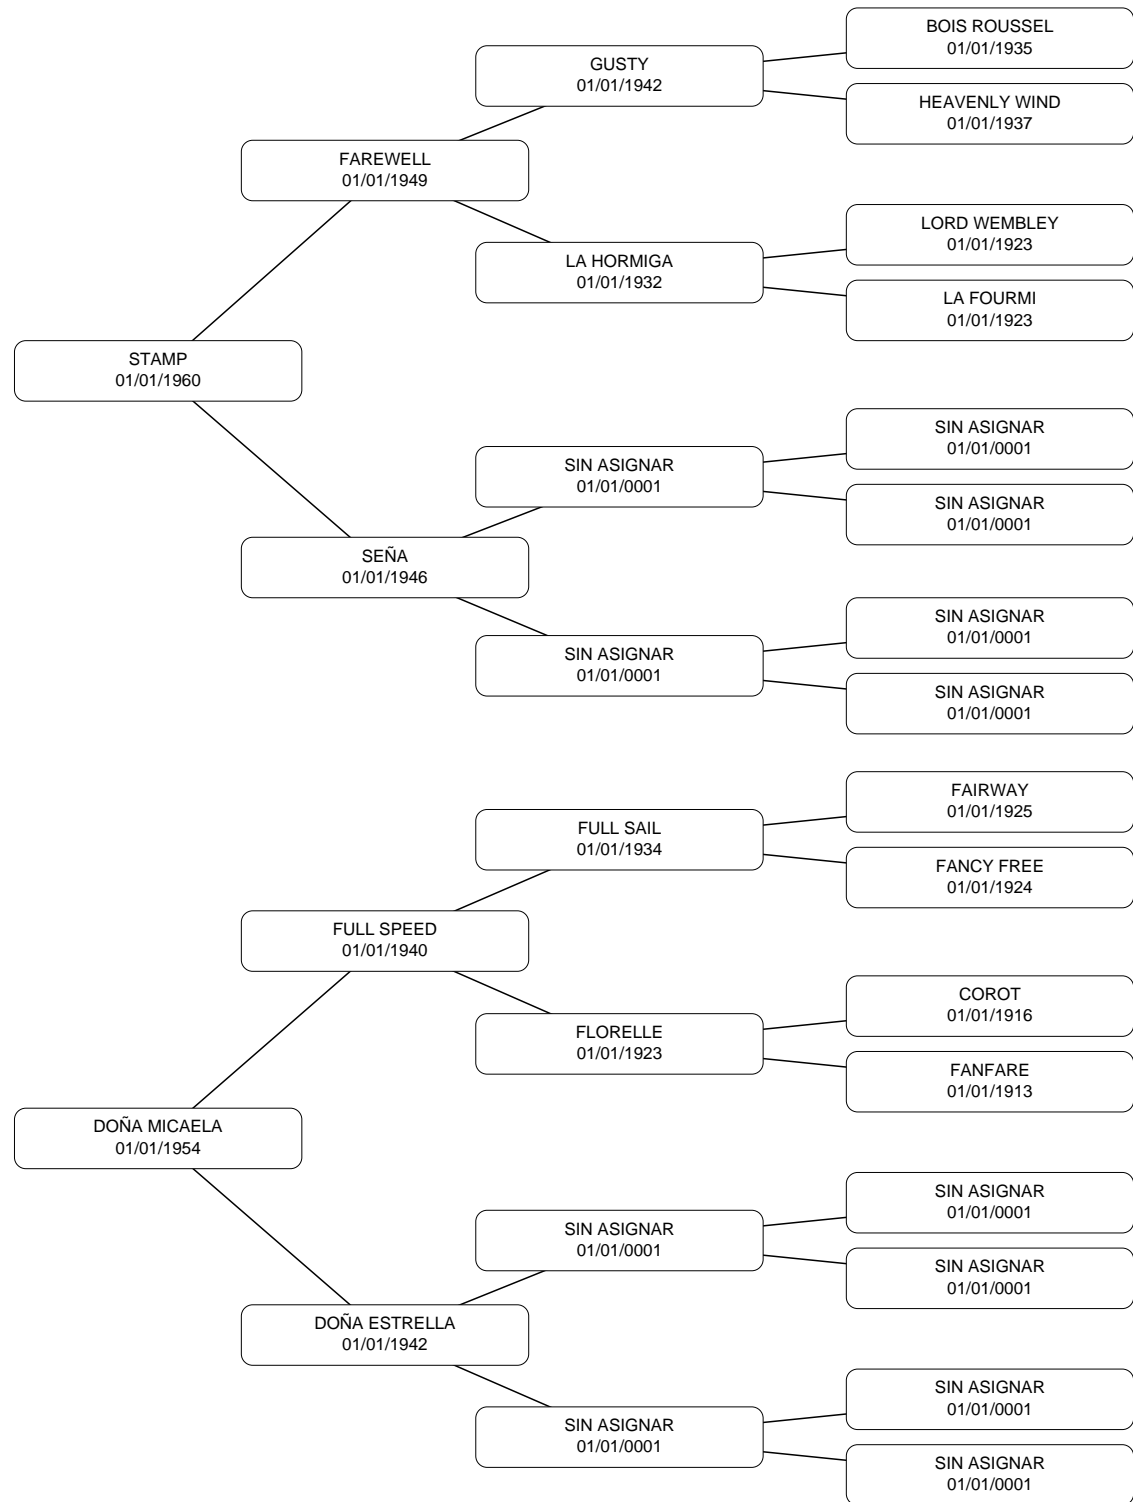 BOIS ROUSSEL
01/01/1935
GUSTY
01/01/1942
HEAVENLY WIND
01/01/1937
FAREWELL
01/01/1949
LORD WEMBLEY
01/01/1923
LA HORMIGA
01/01/1932
LA FOURMI
01/01/1923
STAMP
01/01/1960
SIN ASIGNAR
01/01/0001
SIN ASIGNAR
01/01/0001
SIN ASIGNAR
01/01/0001
SEÑA
01/01/1946
SIN ASIGNAR
01/01/0001
SIN ASIGNAR
01/01/0001
SIN ASIGNAR
01/01/0001
FAIRWAY
01/01/1925
FULL SAIL
01/01/1934
FANCY FREE
01/01/1924
FULL SPEED
01/01/1940
COROT
01/01/1916
FLORELLE
01/01/1923
FANFARE
01/01/1913
DOÑA MICAELA
01/01/1954
SIN ASIGNAR
01/01/0001
SIN ASIGNAR
01/01/0001
SIN ASIGNAR
01/01/0001
DOÑA ESTRELLA
01/01/1942
SIN ASIGNAR
01/01/0001
SIN ASIGNAR
01/01/0001
SIN ASIGNAR
01/01/0001